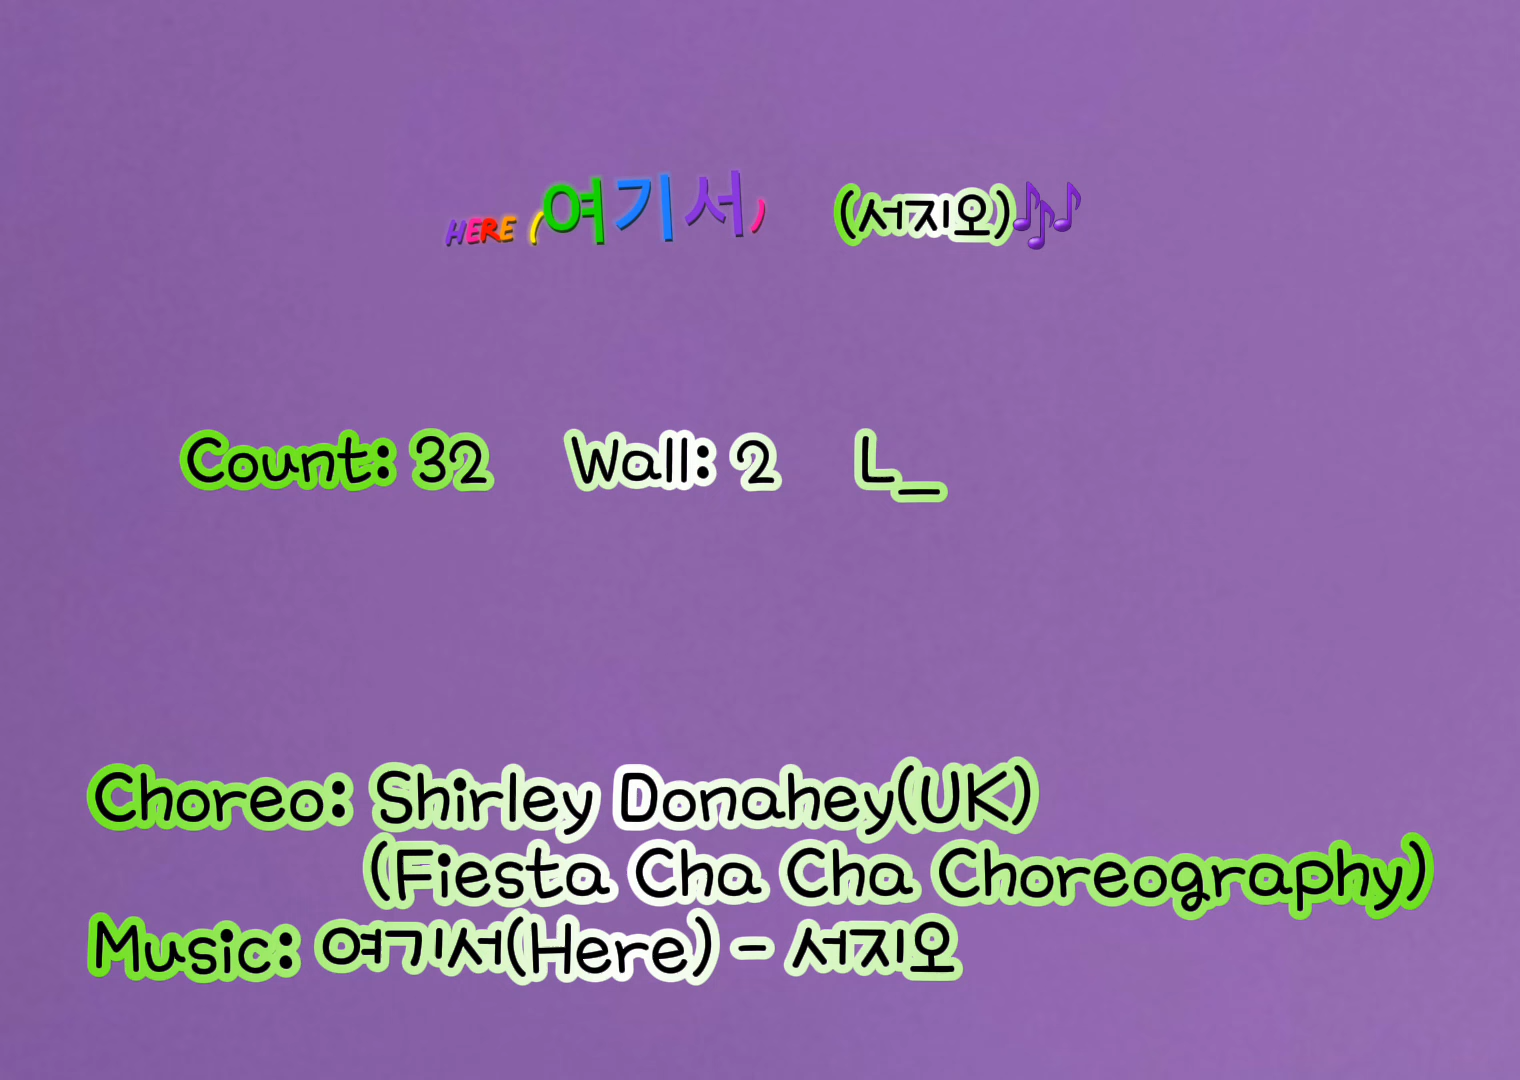 HERE (여기서) (서지오)🎶
Count: 32 Wall: 2 L_
Choreo: Shirley Donahey(UK)
(Fiesta Cha Cha Choreography)
Music: 여기서(Here) - 서지오